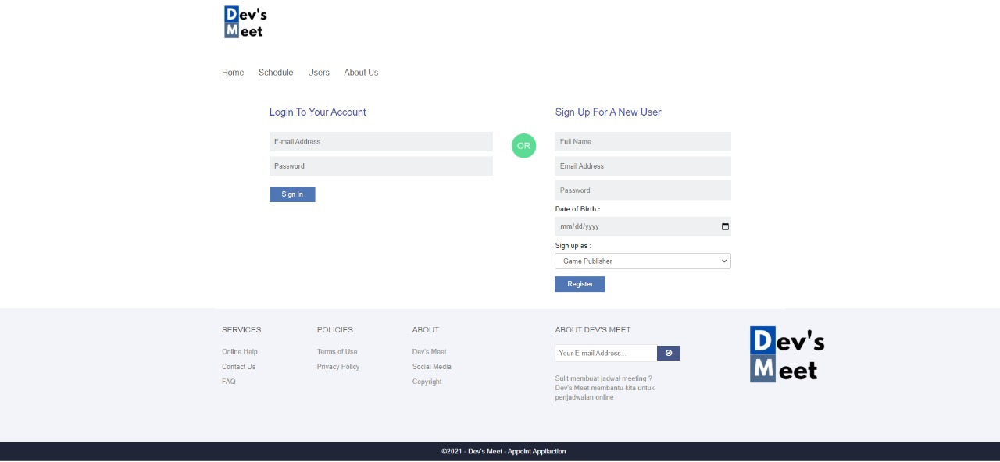 Dev's
Meet
Home Schedule Users About Us
Login To Your Account
E-mail Address
Password
Sign In
OR
Sign Up For A New User
Full Name
Email Address
Password
Date of Birth :
mm/dd/yyyy
Sign up as :
Game Publisher
Register
SERVICES
Online Help
Contact Us
FAQ
POLICIES
Terms of Use
Privacy Policy
ABOUT
Dev's Meet
Social Media
Copyright
ABOUT DEV'S MEET
Your E-mail Address...
Sulit membuat jadwal meeting ?
Dev's Meet membantu kita untuk
penjadwalan online
Dev's
Meet
©2021 - Dev's Meet - Appoint Appliaction